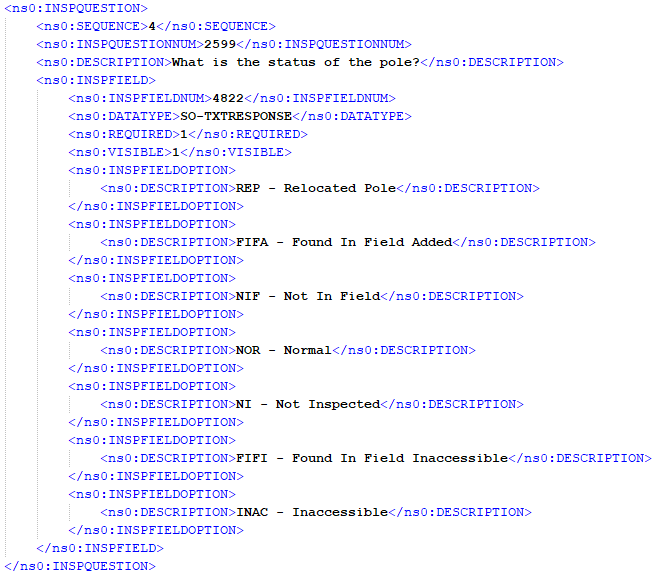 <ns0:INSPQUESTION>
<ns0:SEQUENCE>4</ns0:SEQUENCE>
<ns0:INSPQUESTIONNUM>2599</ns0:INSPQUESTIONNUM>
<ns0:DESCRIPTION>What is the status of the pole?</ns0:DESCRIPTION>
<ns0:INSPFIELD>
<ns0:INSPFIELDNUM>4822</ns0:INSPFIELDNUM>
<ns0:DATATYPE>SO-TXTRESPONSE</ns0:DATATYPE>
<ns0:REQUIRED>1</ns0:REQUIRED>
<ns0:VISIBLE>1</ns0:VISIBLE>
<ns0:INSPFIELDOPTION>
<ns0:DESCRIPTION>REP - Relocated Pole</ns0:DESCRIPTION>
</ns0:INSPFIELDOPTION>
<ns0:INSPFIELDOPTION>
<ns0:DESCRIPTION>FIFA - Found In Field Added</ns0:DESCRIPTION>
</ns0:INSPFIELDOPTION>
<ns0:INSPFIELDOPTION>
<ns0:DESCRIPTION>NIF - Not In Field</ns0:DESCRIPTION>
</ns0:INSPFIELDOPTION>
<ns0:INSPFIELDOPTION>
<ns0:DESCRIPTION>NOR - Normal</ns0:DESCRIPTION>
</ns0:INSPFIELDOPTION>
<ns0:INSPFIELDOPTION>
<ns0:DESCRIPTION>NI - Not Inspected</ns0:DESCRIPTION>
</ns0:INSPFIELDOPTION>
<ns0:INSPFIELDOPTION>
<ns0:DESCRIPTION>FIFI - Found In Field Inaccessible</ns0:DESCRIPTION>
</ns0:INSPFIELDOPTION>
<ns0:INSPFIELDOPTION>
<ns0:DESCRIPTION>INAC - Inaccessible</ns0:DESCRIPTION>
</ns0:INSPFIELDOPTION>
</ns0:INSPFIELD>
</ns0:INSPQUESTION>